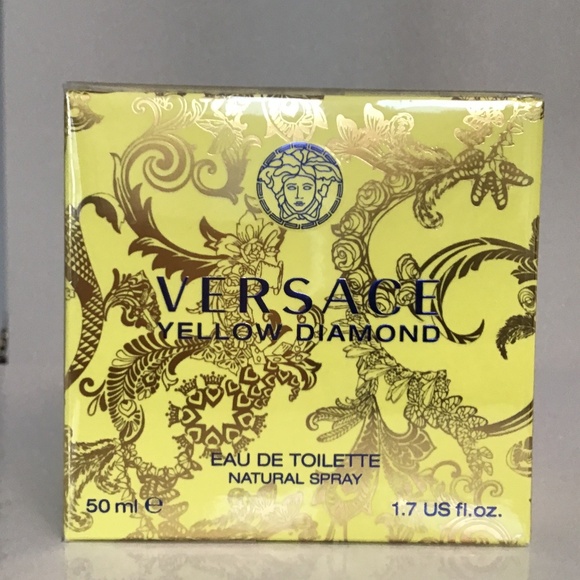 VERSACE
YELLOW DIAMOND
EAU DE TOILETTE
NATURAL SPRAY
50 ml ℮
1.7 US fl.oz.